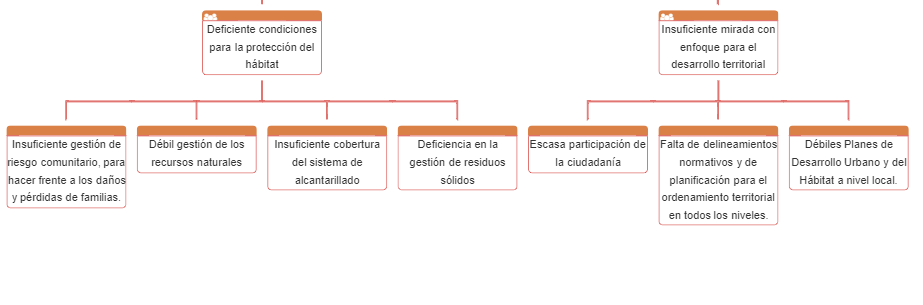 Deficiente condiciones
para la protección del
hábitat
Insuficiente mirada con
enfoque para el
desarrollo territorial
Insuficiente gestión de
riesgo comunitario, para
hacer frente a los daños
y pérdidas de familias.
Débil gestión de los
recursos naturales
Insuficiente cobertura
del sistema de
alcantarillado
Deficiencia en la
gestión de residuos
sólidos
Escasa participación de
la ciudadanía
Falta de delineamientos
normativos y de
planificación para el
ordenamiento territorial
en todos los niveles.
Débiles Planes de
Desarrollo Urbano y del
Hábitat a nivel local.